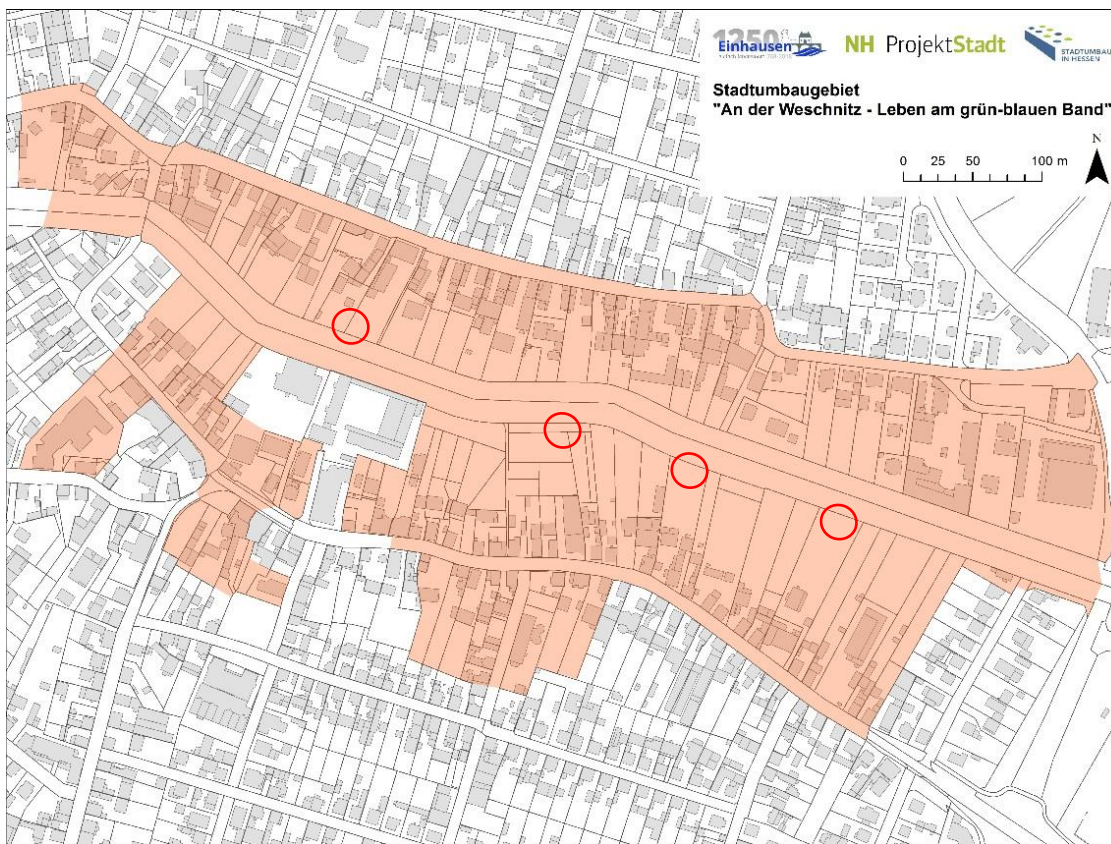 1250
Einhausen
NH ProjektStadt
STADTUMBAU
IN HESSEN
Stadtumbaugebiet
"An der Weschnitz - Leben am grün-blauen Band"
N
0 25 50 100 m